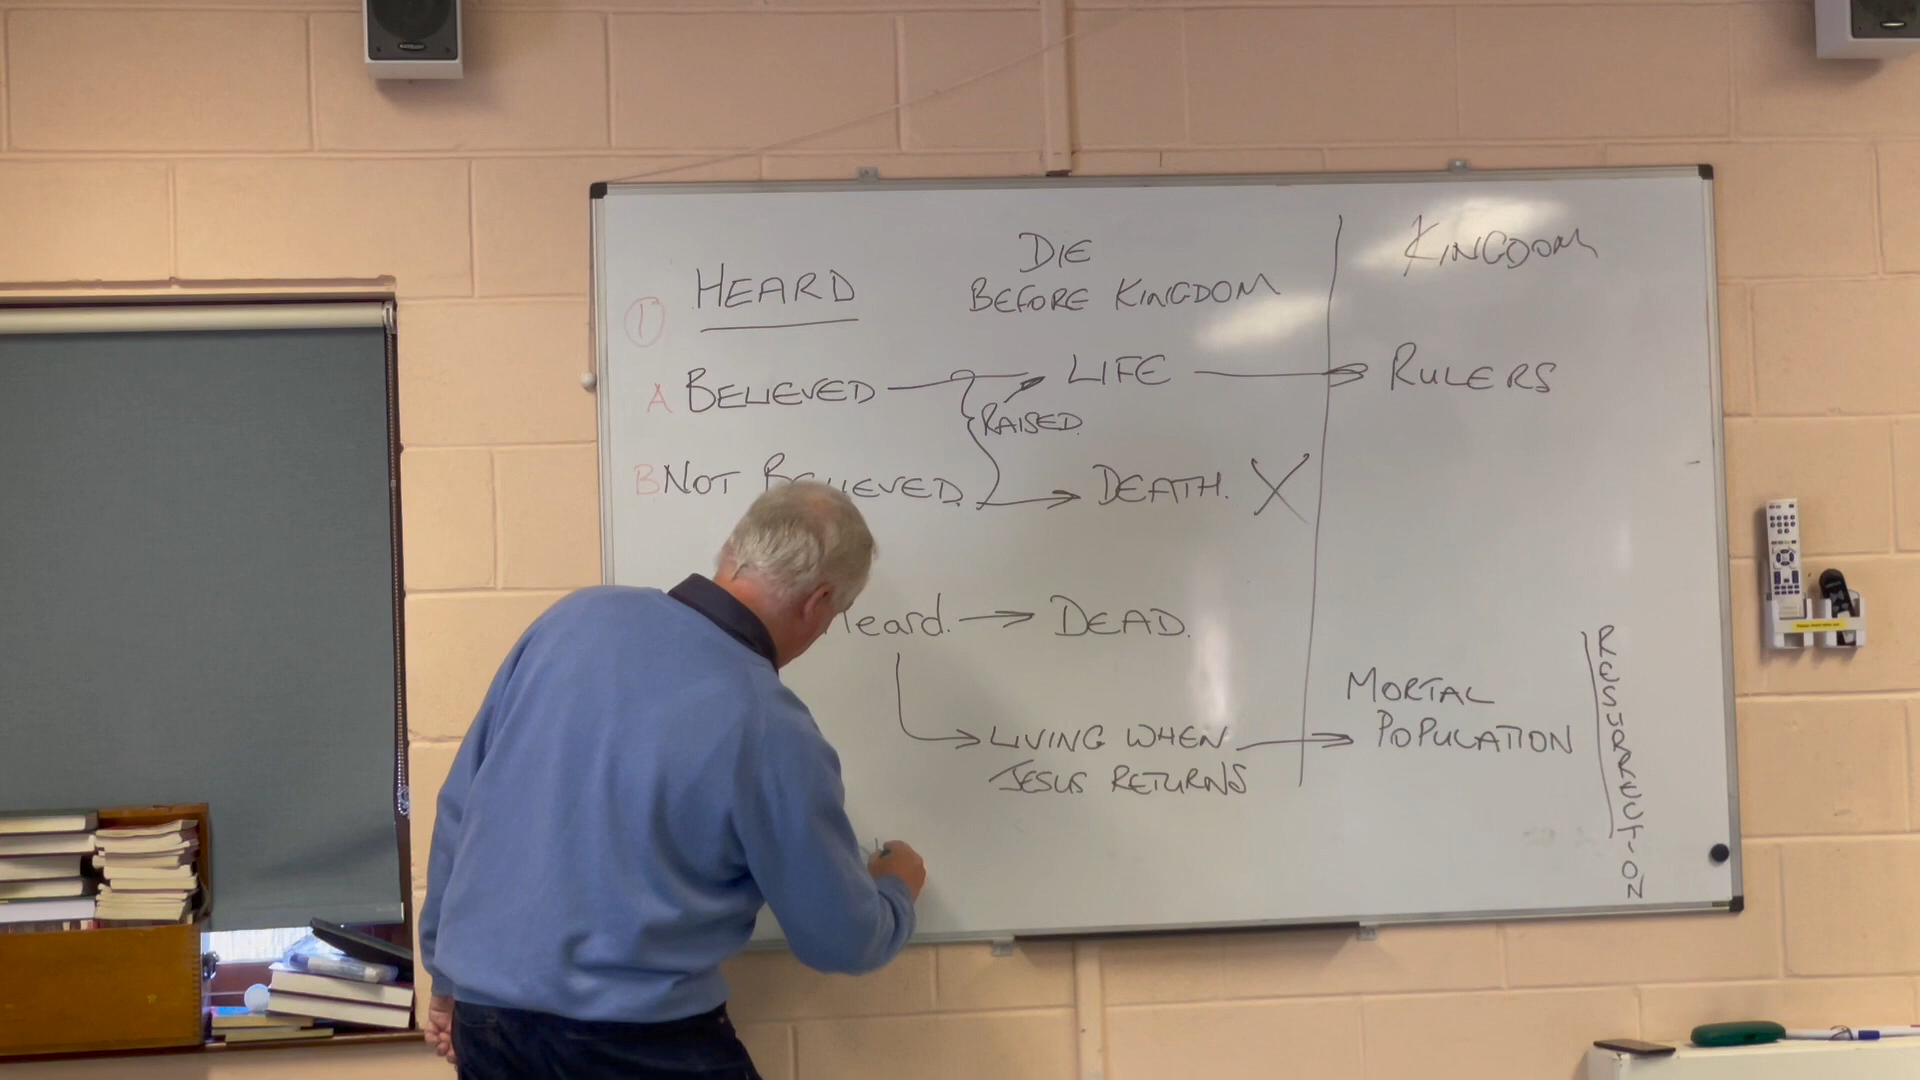 1 HEARD
DIE
BEFORE KINGDOM
KINGDOM
A BELIEVED
LIFE
RULERS
RAISED
B NOT BELIEVED.
DEATH. X
Heard.
DEAD.
LIVING WHEN
JESUS RETURNS
MORTAL
POPULATION
RESURRECTION